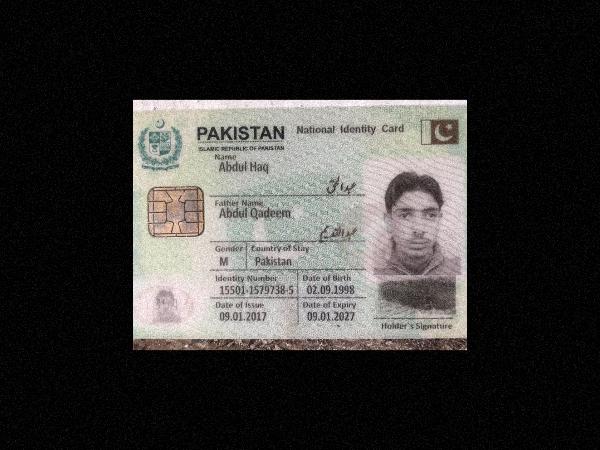 PAKISTAN National Identity Card
ISLAMIC REPUBLIC OF PAKISTAN
Name
Abdul Haq
عبدالحق
Father Name
Abdul Qadeem
عبدالقدیم
Gender Country of Stay
M Pakistan
Identity Number Date of Birth
15501-1579738-5 02.09.1998
Date of Issue Date of Expiry
09.01.2017 09.01.2027
Holder's Signature